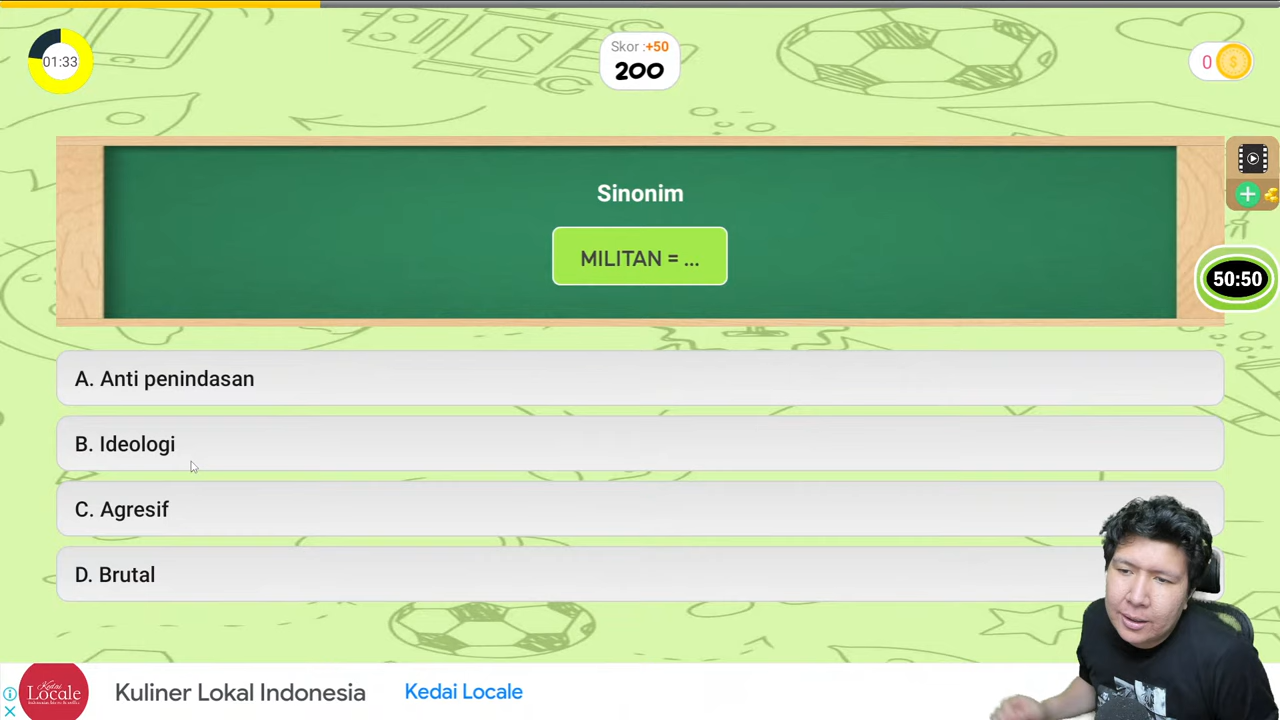 01:33
Skor :+50
200
0
Sinonim
MILITAN = ...
50:50
A. Anti penindasan
B. Ideologi
C. Agresif
D. Brutal
Kedai
Locale
Kuliner Lokal Indonesia
Kedai Locale